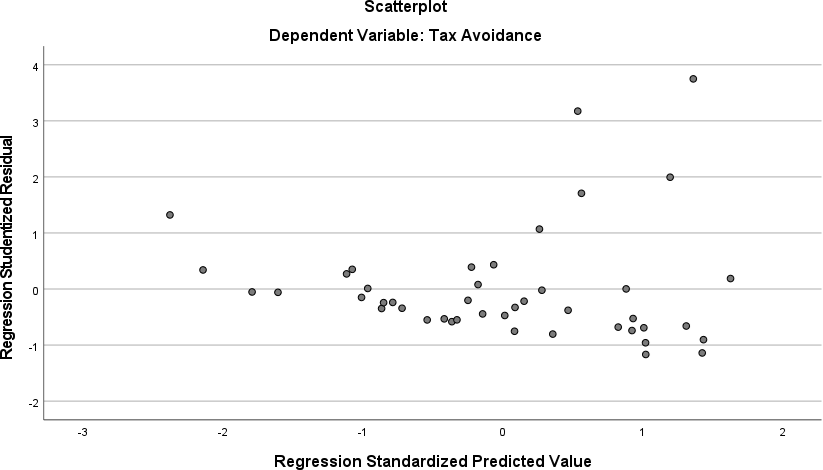 Scatterplot
Dependent Variable: Tax Avoidance
Regression Studentized Residual
4
3
2
1
0
-1
-2
-3 -2 -1 0 1 2
Regression Standardized Predicted Value